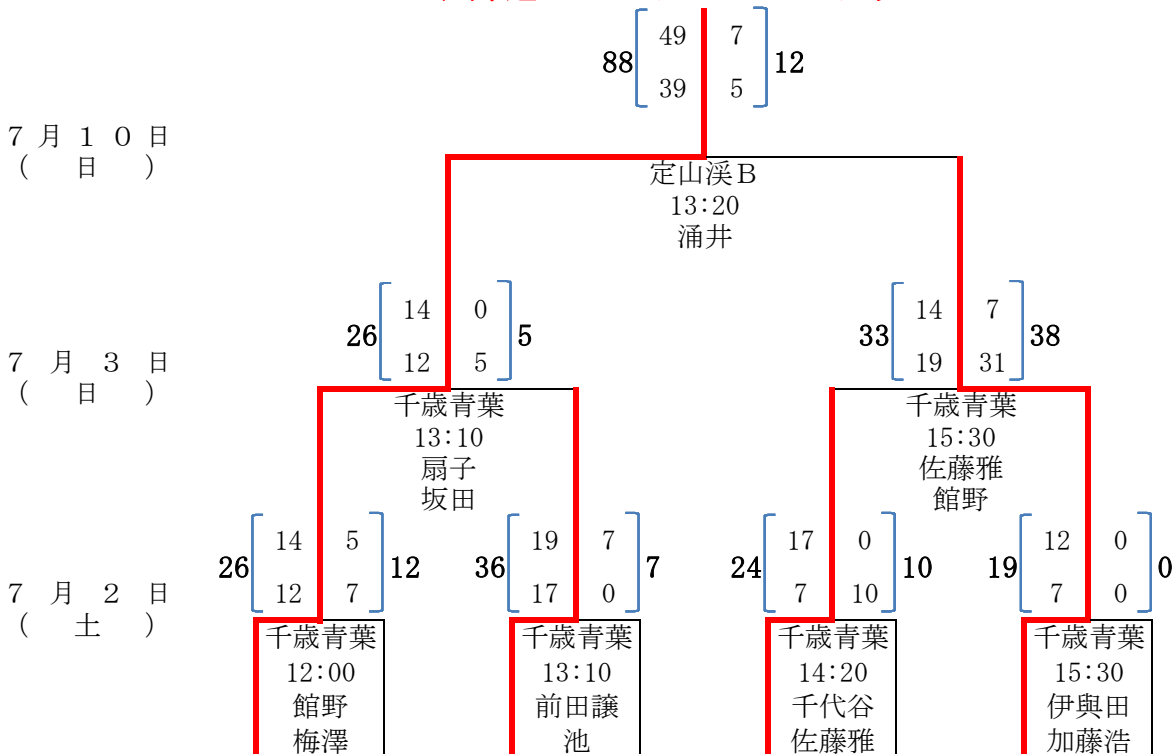 49 7
88 12
39 5
７月１０日
( 日 )
定山渓Ｂ
13:20
涌井
14 0
26 5
12 5
14 7
33 38
19 31
７月３日
( 日 )
千歳青葉
13:10
扇子
坂田
千歳青葉
15:30
佐藤雅
館野
14 5
26 12
12 7
19 7
36 7
17 0
17 0
24 10
7 10
12 0
19 0
7 0
７月２日
( 土 )
千歳青葉
12:00
館野
梅澤
千歳青葉
13:10
前田譲
池
千歳青葉
14:20
千代谷
佐藤雅
千歳青葉
15:30
伊與田
加藤浩